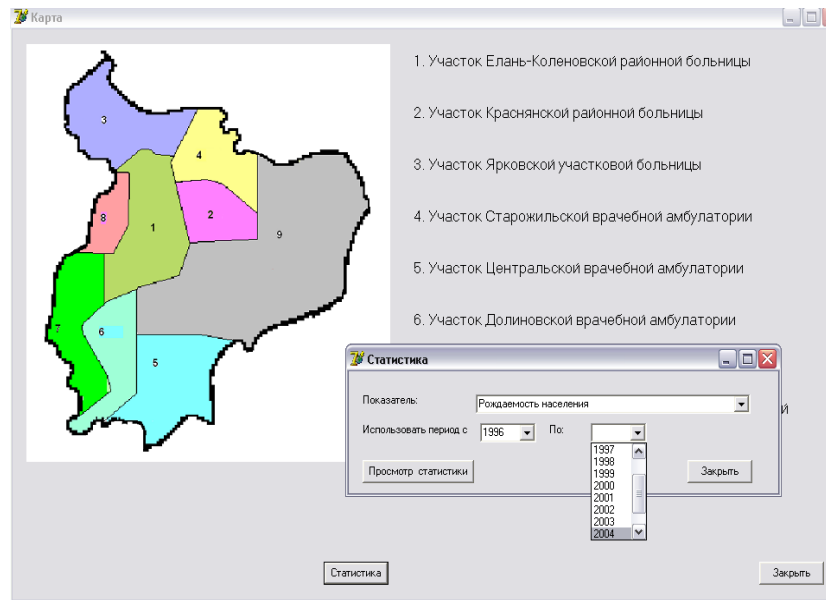 Карта
1. Участок Елань-Коленовской районной больницы
2. Участок Краснянской районной больницы
3. Участок Ярковской участковой больницы
4. Участок Старожильской врачебной амбулатории
5. Участок Центральской врачебной амбулатории
6. Участок Долиновской врачебной амбулатории
й
3
4
8
1
2
9
7
6
5
Статистика
Показатель: Рождаемость населения
Использовать период с 1996 По:
1997
1998
1999
2000
2001
2002
2003
2004
Просмотр статистики Закрыть
Статистика Закрыть